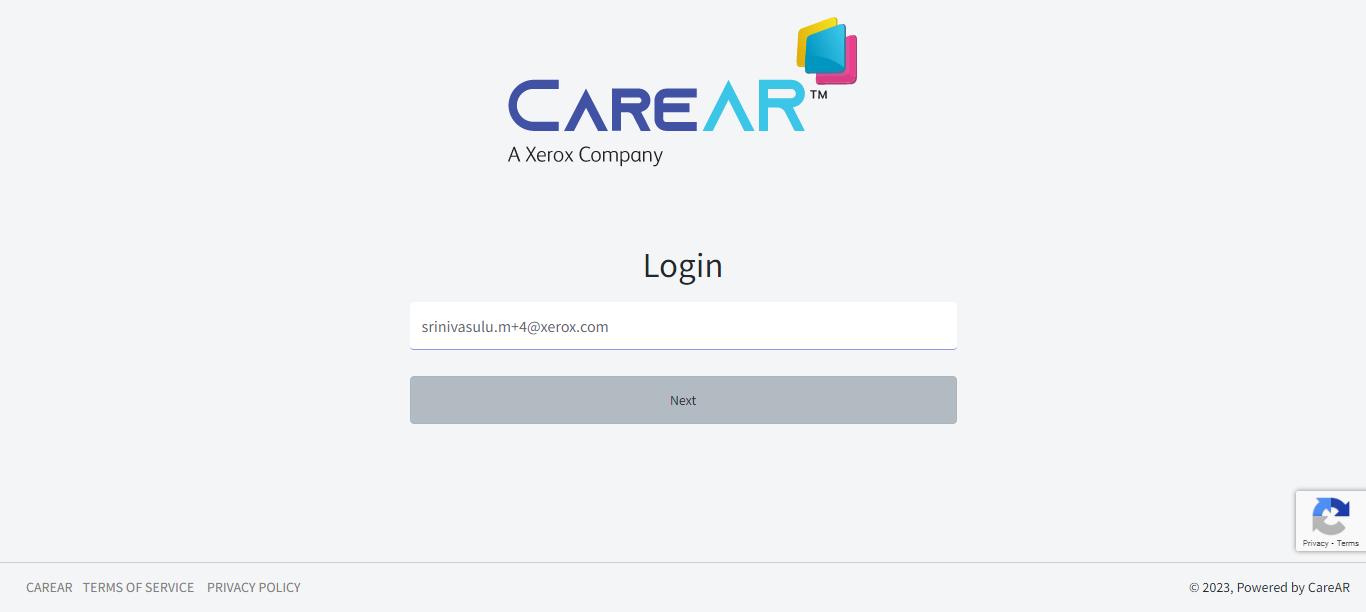 CAREAR™
A Xerox Company
Login
srinivasulu.m+4@xerox.com
Next
Privacy - Terms
CAREAR TERMS OF SERVICE PRIVACY POLICY © 2023, Powered by CareAR